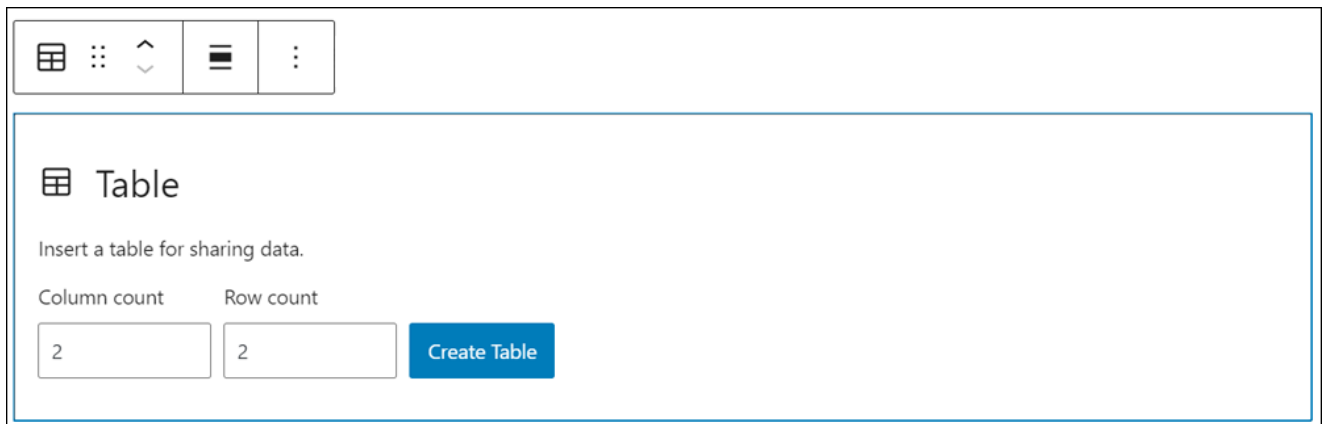 Table
Insert a table for sharing data.
Column count Row count
2 2 Create Table